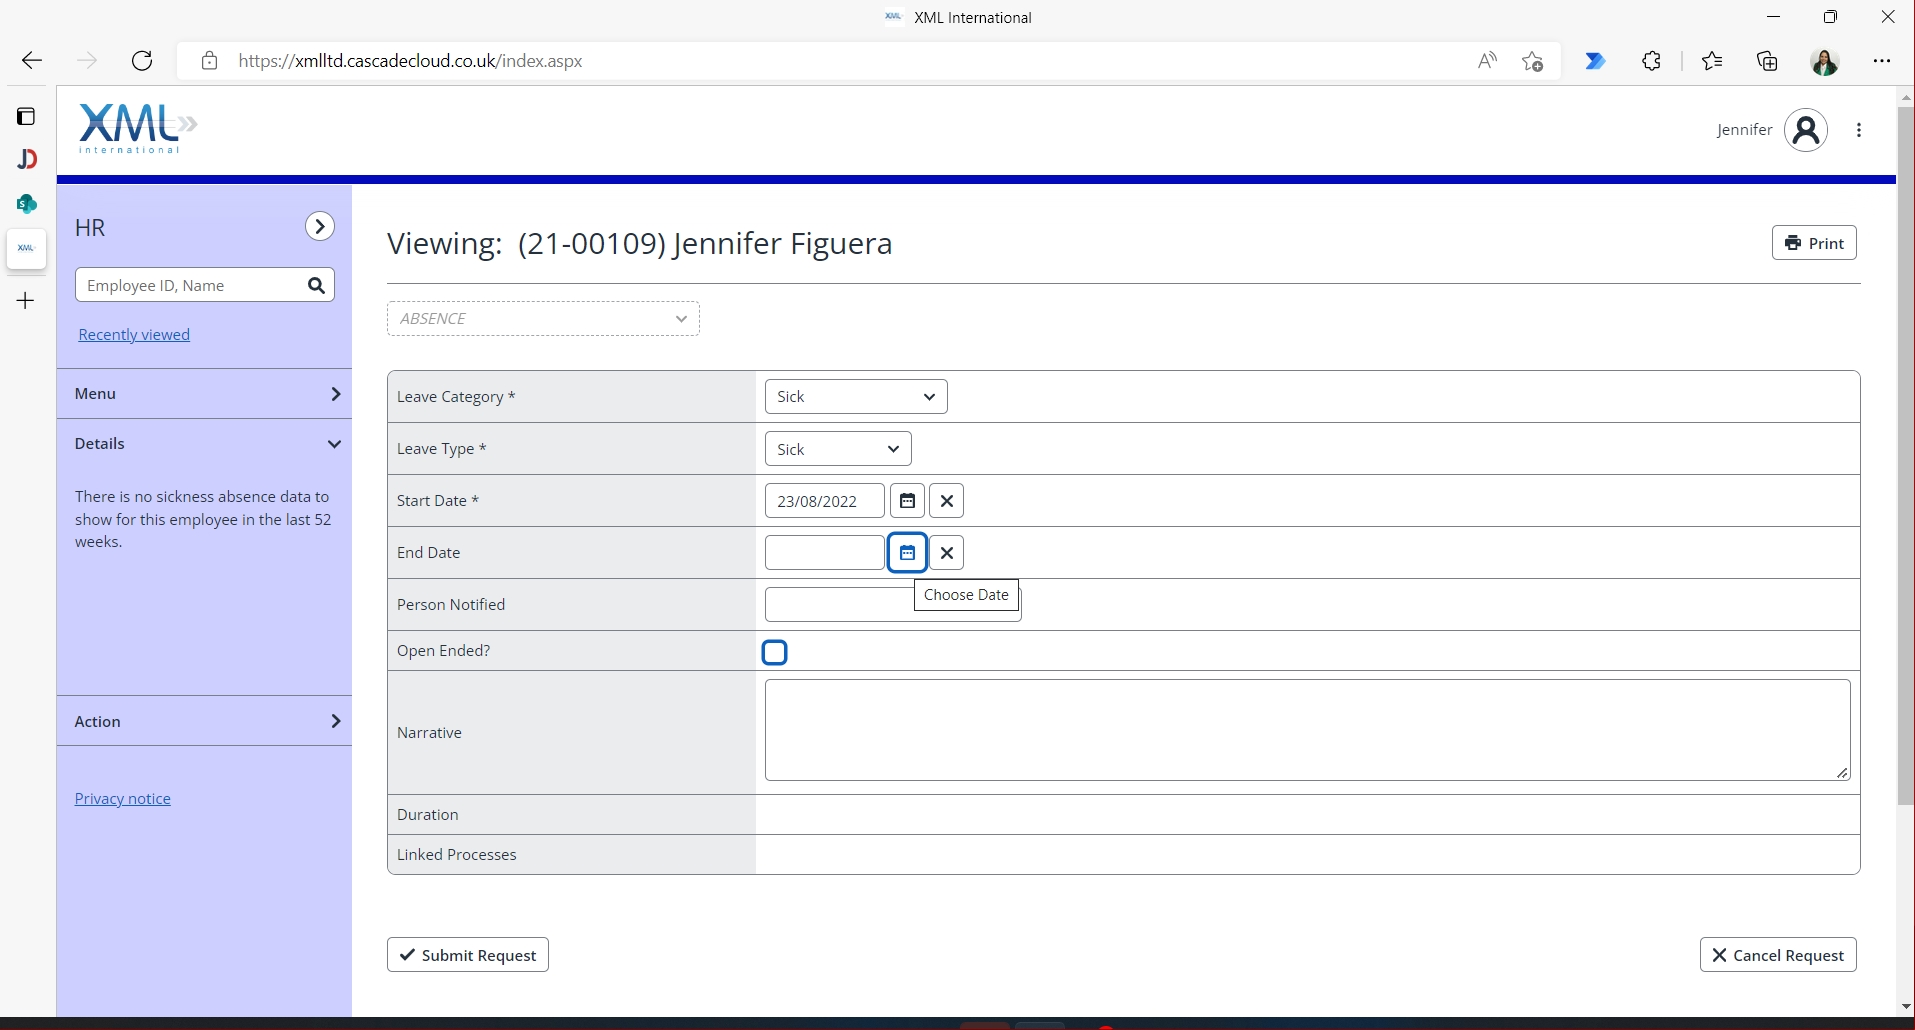 XML International
https://xmlltd.cascadecloud.co.uk/index.aspx
XML
international
Jennifer
HR
Employee ID, Name
Recently viewed
Menu
Details
There is no sickness absence data to
show for this employee in the last 52
weeks.
Action
Privacy notice
Viewing: (21-00109) Jennifer Figuera
Print
ABSENCE
Leave Category *
Sick
Leave Type *
Sick
Start Date *
23/08/2022
End Date
Choose Date
Person Notified
Open Ended?
Narrative
Duration
Linked Processes
Submit Request
Cancel Request